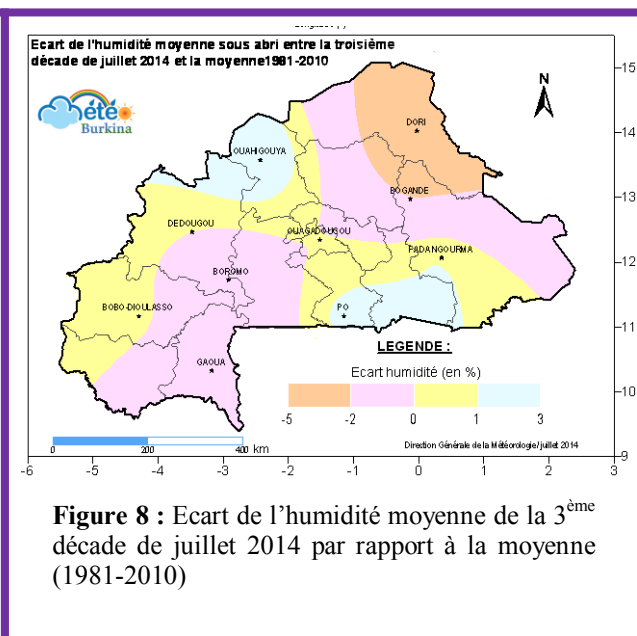 Ecart de l'humidité moyenne sous abri entre la troisième
décade de juillet 2014 et la moyenne1981-2010
N
météo
Burkina
15
14
13
12
11
10
9
DORI
OUAHIGOUYA
BOGANDE
DEDOUGOU
OUAGADOUGOU
FADANGOURMA
BOROMO
BOBO-DIOULASSO
PO
GAOUA
LEGENDE :
Ecart humidité (en %)
-5 -2 0 1 3
0 200 400 km
Direction Générale de la Météorologie/juillet 2014
-6 -5 -4 -3 -2 -1 0 1 2 3
Figure 8 : Ecart de l’humidité moyenne de la 3ème
décade de juillet 2014 par rapport à la moyenne
(1981-2010)